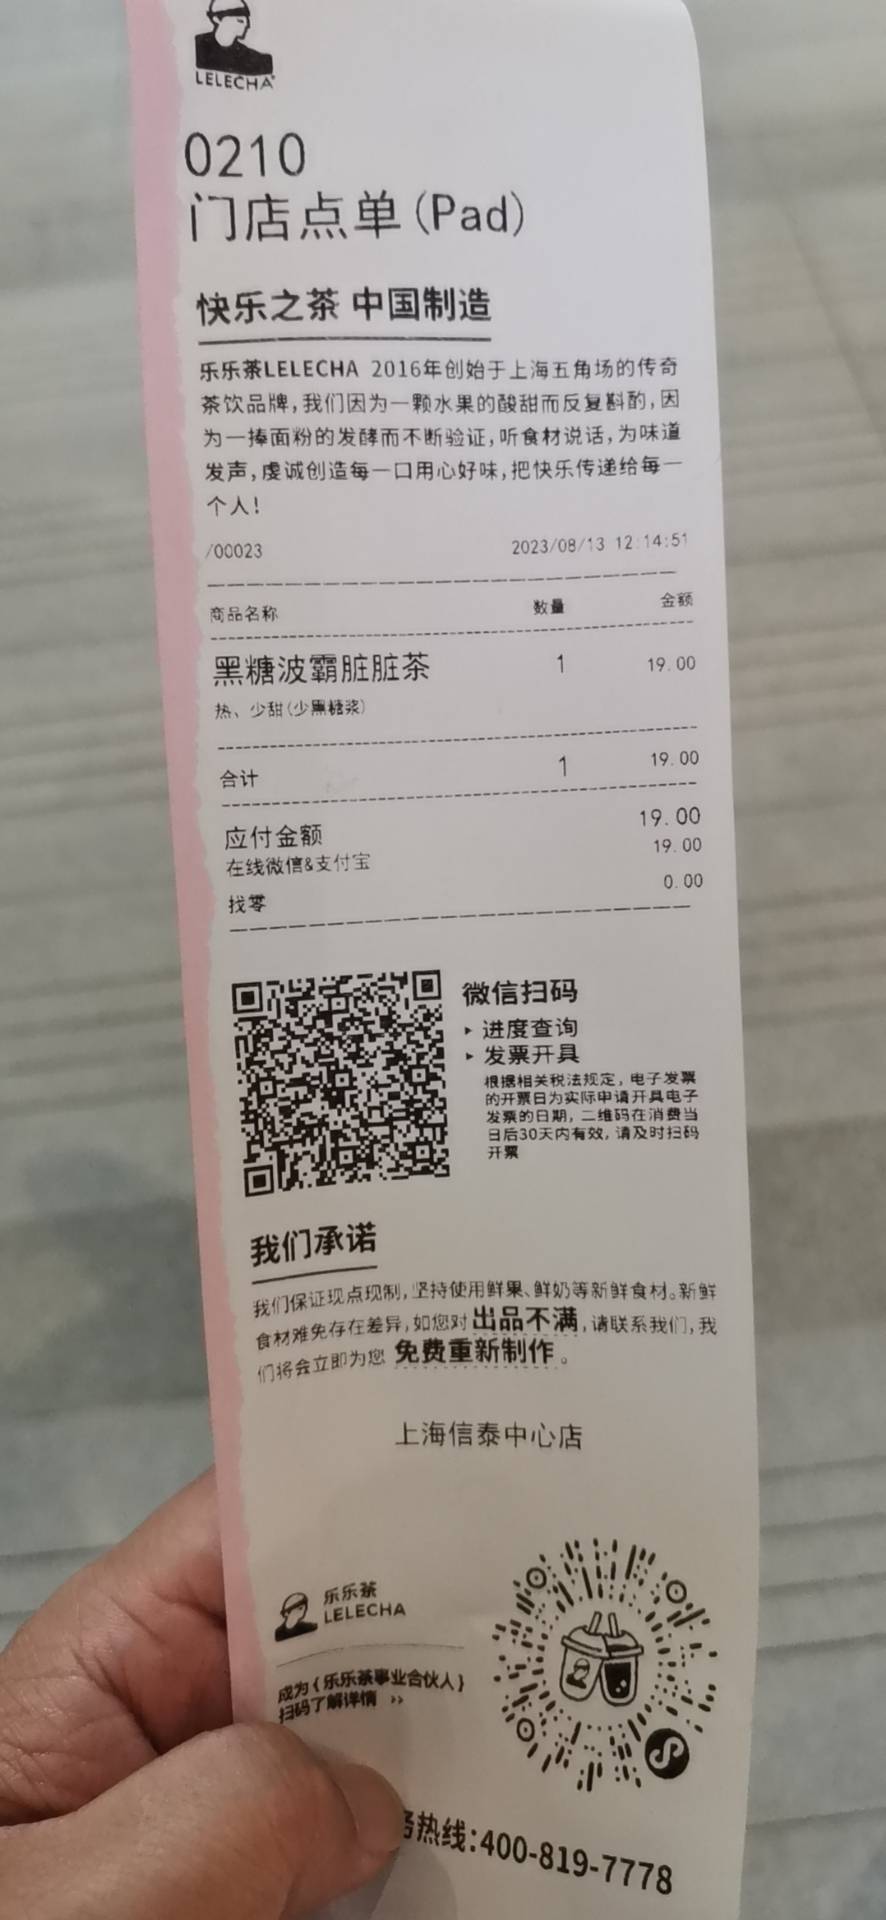 LELECHA
0210
门店点单(Pad)
快乐之茶 中国制造
乐乐茶LELECHA 2016年创始于上海五角场的传奇
茶饮品牌,我们因为一颗水果的酸甜而反复斟酌,因
为一捧面粉的发酵而不断验证,听食材说话,为味道
发声,虔诚创造每一口用心好味,把快乐传递给每一
个人!
/00023 2023/08/13 12:14:51
商品名称 数量 金额
黑糖波霸脏脏茶 1 19.00
热、少甜(少黑糖浆)
合计 1 19.00
应付金额 19.00
在线微信&支付宝 19.00
找零 0.00
微信扫码
▸ 进度查询
▸ 发票开具
根据相关税法规定，电子发票
的开票日为实际申请开具电子
发票的日期，二维码在消费当
日后30天内有效，请及时扫码
开票
我们承诺
我们保证现点现制,坚持使用鲜果、鲜奶等新鲜食材。新鲜
食材难免存在差异,如您对出品不满,请联系我们,我
们将会立即为您 免费重新制作。
上海信泰中心店
乐乐茶
LELECHA
成为《乐乐茶事业合伙人》
扫码了解详情 >>
热线:400-819-7778